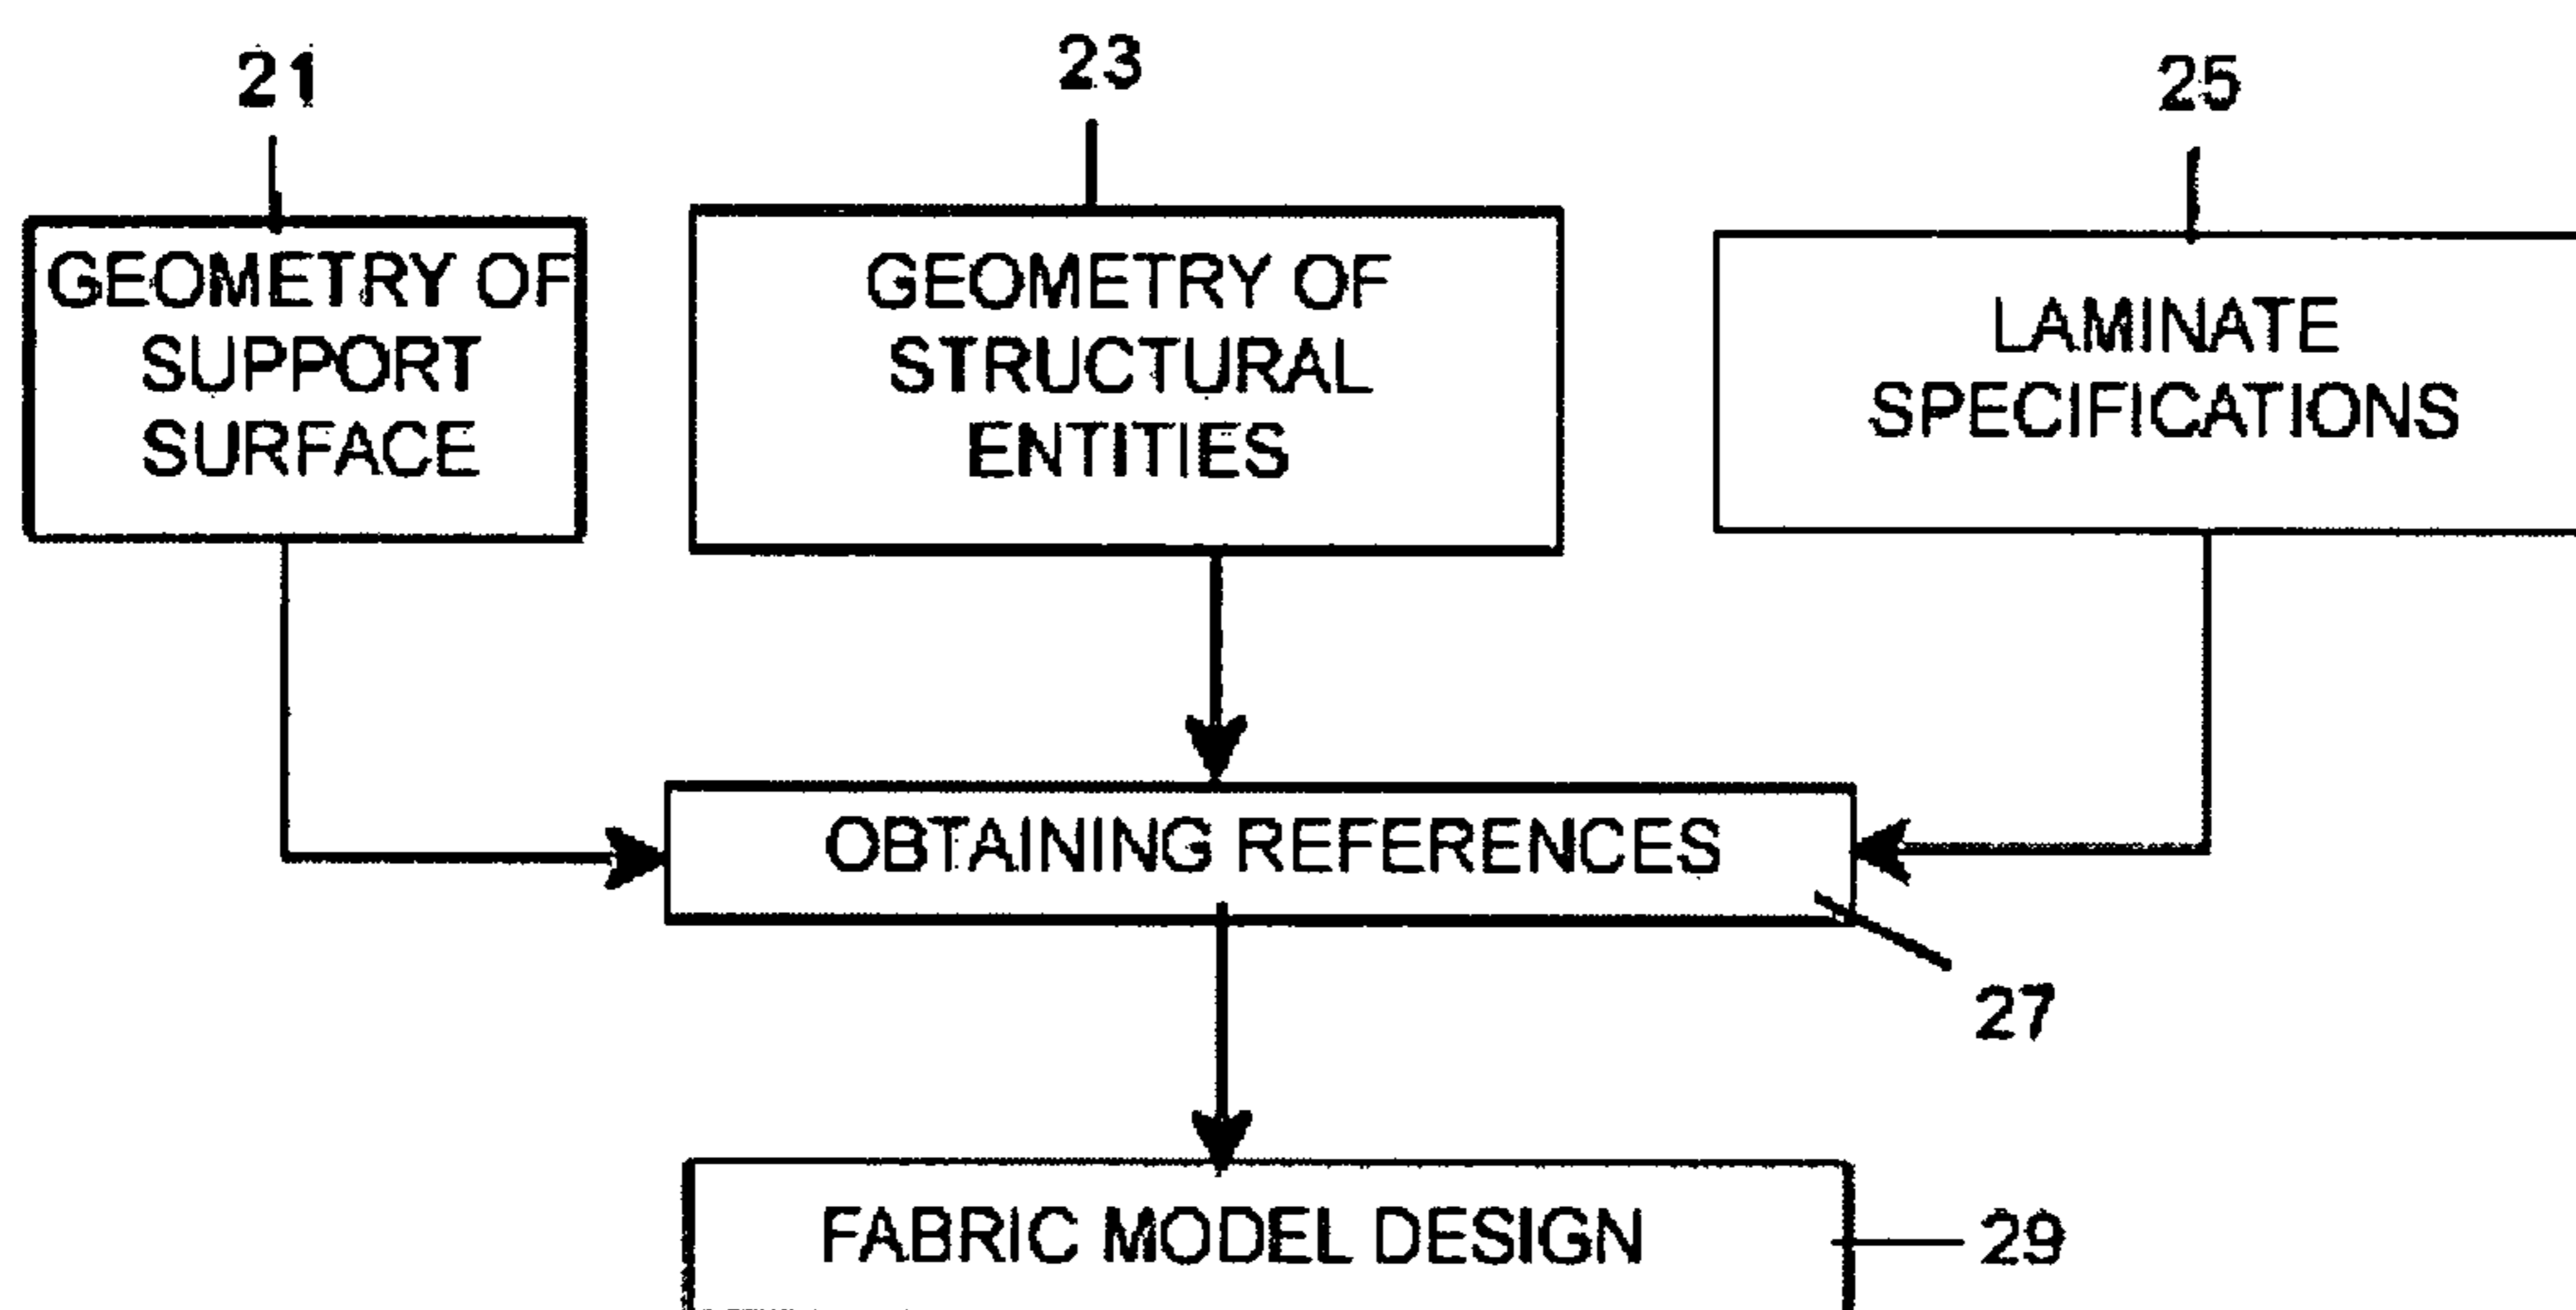 21
23
25
GEOMETRY OF
SUPPORT
SURFACE
GEOMETRY OF
STRUCTURAL
ENTITIES
LAMINATE
SPECIFICATIONS
OBTAINING REFERENCES
27
FABRIC MODEL DESIGN
29